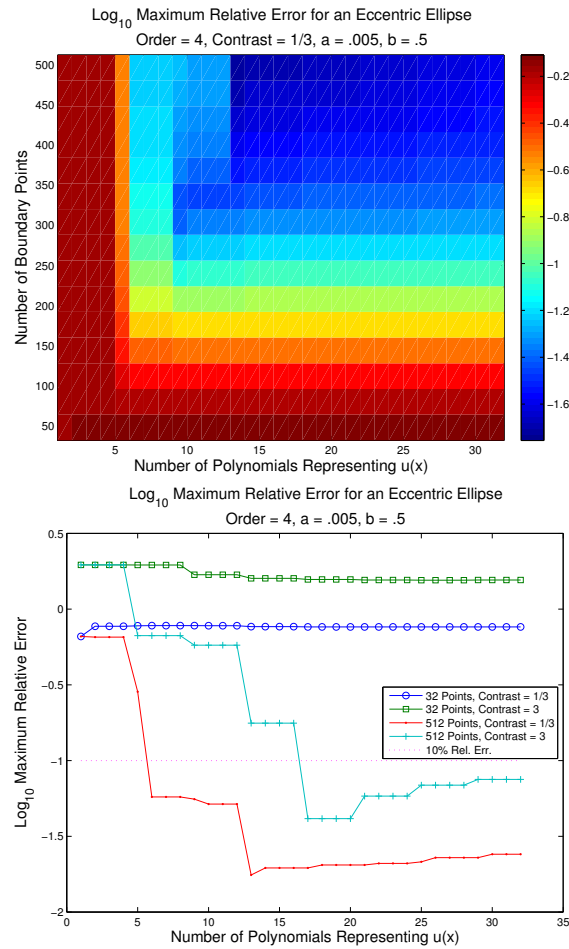 Log10 Maximum Relative Error for an Eccentric Ellipse
Order = 4, Contrast = 1/3, a = .005, b = .5
Number of Boundary Points
500
450
400
350
300
250
200
150
100
50
5
10
15
20
25
30
Number of Polynomials Representing u(x)
−0.2
−0.4
−0.6
−0.8
−1
−1.2
−1.4
−1.6
Log10 Maximum Relative Error for an Eccentric Ellipse
Order = 4, a = .005, b = .5
Log10 Maximum Relative Error
0.5
0
−0.5
−1
−1.5
−2
32 Points, Contrast = 1/3
32 Points, Contrast = 3
512 Points, Contrast = 1/3
512 Points, Contrast = 3
10% Rel. Err.
0
5
10
15
20
25
30
35
Number of Polynomials Representing u(x)